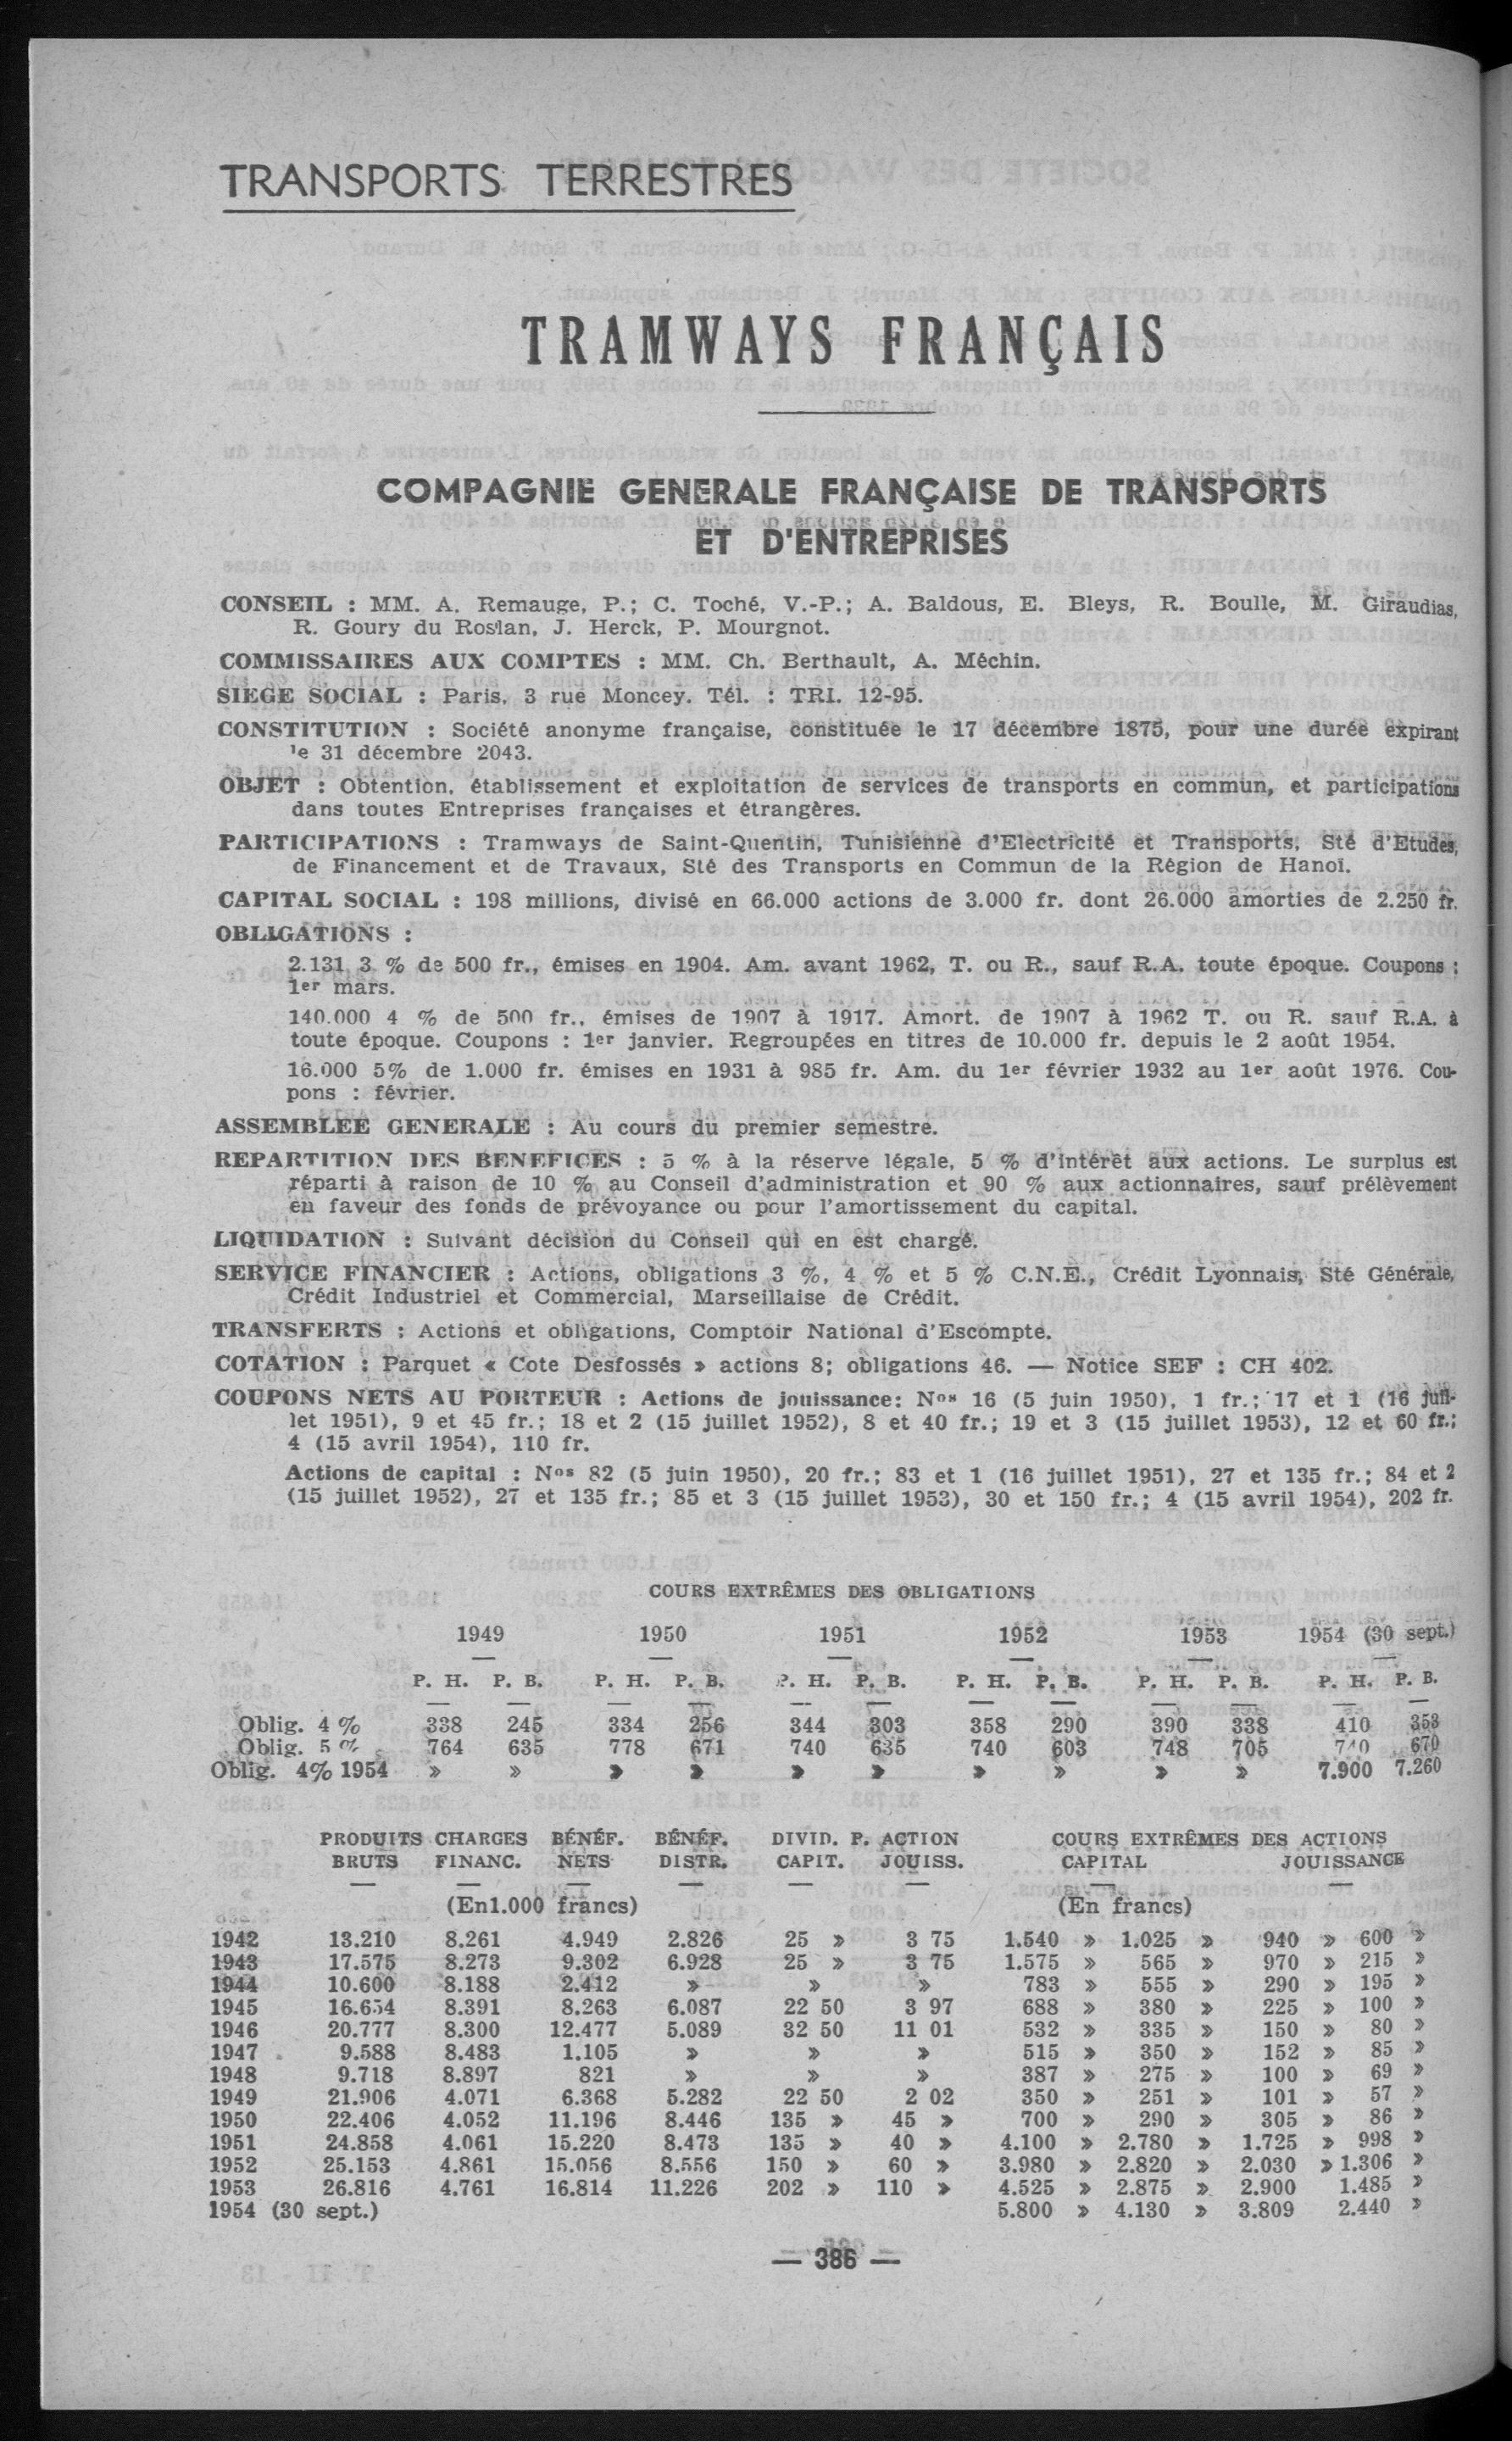 TRANSPORTS TERRESTRES
TRAMWAYS FRANÇAIS
COMPAGNIE GENERALE FRANÇAISE DE TRANSPORTS
ET D'ENTREPRISES
CONSEIL : MM. A. Remauge, P.; C. Toché, V.-P.; A. Baldous, E. Bleys, R. Boulle, M. Giraudias,
R. Goury du Roslan, J. Herck, P. Mourgnot.
COMMISSAIRES AUX COMPTES : MM. Ch. Berthault, A. Méchin.
SIEGE SOCIAL : Paris, 3 rue Moncey. Tél. : TRI. 12-95.
CONSTITUTION : Société anonyme française, constituée le 17 décembre 1875, pour une durée expirant
le 31 décembre 2043.
OBJET : Obtention, établissement et exploitation de services de transports en commun, et participations
dans toutes Entreprises françaises et étrangères.
PARTICIPATIONS : Tramways de Saint-Quentin, Tunisienne d'Electricité et Transports, Sté d'Etudes,
de Financement et de Travaux, Sté des Transports en Commun de la Région de Hanoï.
CAPITAL SOCIAL : 198 millions, divisé en 66.000 actions de 3.000 fr. dont 26.000 amorties de 2.250 fr.
OBLIGATIONS :
2.131 3 % de 500 fr., émises en 1904. Am. avant 1962, T. ou R., sauf R.A. toute époque. Coupons :
1er mars.
140.000 4 % de 500 fr., émises de 1907 à 1917. Amort. de 1907 à 1962 T. ou R. sauf R.A. à
toute époque. Coupons : 1er janvier. Regroupées en titres de 10.000 fr. depuis le 2 août 1954.
16.000 5% de 1.000 fr. émises en 1931 à 985 fr. Am. du 1er février 1932 au 1er août 1976. Cou-
pons : février.
ASSEMBLEE GENERALE : Au cours du premier semestre.
REPARTITION DES BENEFICES : 5 % à la réserve légale, 5 % d'intérêt aux actions. Le surplus est
réparti à raison de 10 % au Conseil d'administration et 90 % aux actionnaires, sauf prélèvement
en faveur des fonds de prévoyance ou pour l'amortissement du capital.
LIQUIDATION : Suivant décision du Conseil qui en est chargé.
SERVICE FINANCIER : Actions, obligations 3 %, 4 % et 5 % C.N.E., Crédit Lyonnais, Sté Générale,
Crédit Industriel et Commercial, Marseillaise de Crédit.
TRANSFERTS : Actions et obligations, Comptoir National d'Escompte.
COTATION : Parquet « Cote Desfossés » actions 8; obligations 46. — Notice SEF : CH 402.
COUPONS NETS AU PORTEUR : Actions de jouissance: Nos 16 (5 juin 1950), 1 fr.; 17 et 1 (16 juil-
let 1951), 9 et 45 fr.; 18 et 2 (15 juillet 1952), 8 et 40 fr.; 19 et 3 (15 juillet 1953), 12 et 60 fr.;
4 (15 avril 1954), 110 fr.
Actions de capital : Nos 82 (5 juin 1950), 20 fr.; 83 et 1 (16 juillet 1951), 27 et 135 fr.; 84 et 2
(15 juillet 1952), 27 et 135 fr.; 85 et 3 (15 juillet 1953), 30 et 150 fr.; 4 (15 avril 1954), 202 fr.
COURS EXTRÊMES DES OBLIGATIONS
1949 1950 1951 1952 1953 1954 (30 sept.)
P. H. P. B. P. H. P. B. P. H. P. B. P. H. P. B. P. H. P. B. P. H. P. B.
Oblig. 4 % 338 245 334 256 344 303 358 290 390 338 410 353
Oblig. 5 % 764 635 778 671 740 635 740 603 748 705 740 670
Oblig. 4% 1954 » » » » » » » » » » 7.900 7.260
PRODUITS CHARGES BÉNÉF. BÉNÉF. DIVID. P. ACTION COURS EXTRÊMES DES ACTIONS
BRUTS FINANC. NETS DISTR. CAPIT. JOUISS. CAPITAL JOUISSANCE
(En1.000 francs) (En francs)
1942 13.210 8.261 4.949 2.826 25 » 3 75 1.540 » 1.025 » 940 » 600 »
1943 17.575 8.273 9.302 6.928 25 » 3 75 1.575 » 565 » 970 » 215 »
1944 10.600 8.188 2.412 » » » 783 » 555 » 290 » 195 »
1945 16.654 8.391 8.263 6.087 22 50 3 97 688 » 380 » 225 » 100 »
1946 20.777 8.300 12.477 5.089 32 50 11 01 532 » 335 » 150 » 80 »
1947 9.588 8.483 1.105 » » » 515 » 350 » 152 » 85 »
1948 9.718 8.897 821 » » » 387 » 275 » 100 » 69 »
1949 21.906 4.071 6.368 5.282 22 50 2 02 350 » 251 » 101 » 57 »
1950 22.406 4.052 11.196 8.446 135 » 45 » 700 » 290 » 305 » 86 »
1951 24.858 4.061 15.220 8.473 135 » 40 » 4.100 » 2.780 » 1.725 » 998 »
1952 25.153 4.861 15.056 8.556 150 » 60 » 3.980 » 2.820 » 2.030 » 1.306 »
1953 26.816 4.761 16.814 11.226 202 » 110 » 4.525 » 2.875 » 2.900 1.485 »
1954 (30 sept.) 5.800 » 4.130 » 3.809 2.440 »
— 386 —